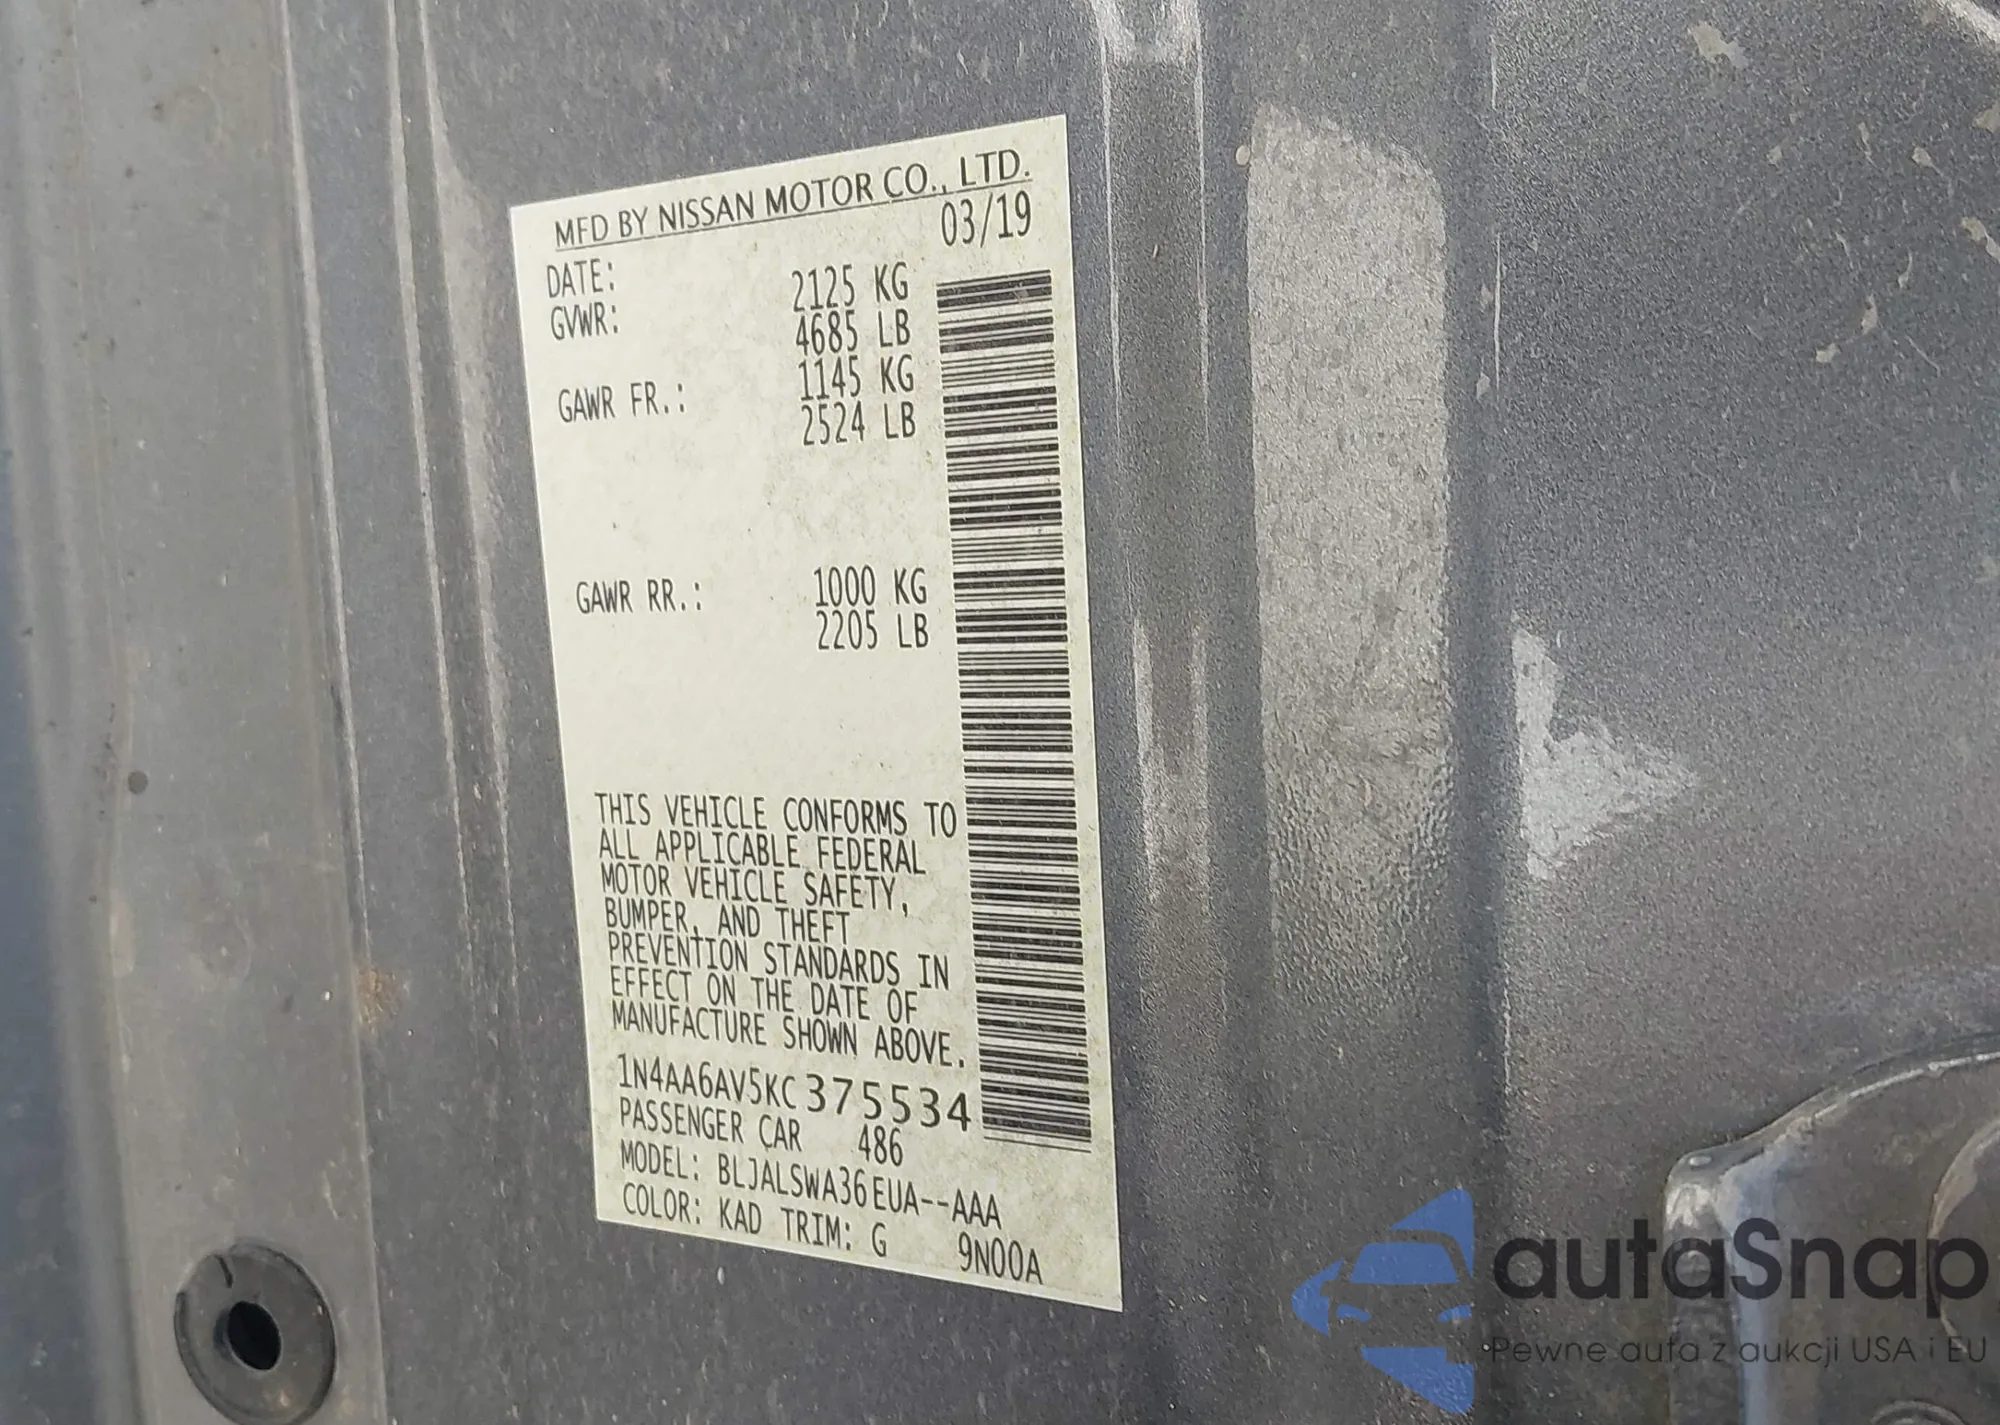 MFD BY NISSAN MOTOR CO., LTD.
DATE: 03/19
GVWR: 2125 KG
4685 LB
GAWR FR.: 1145 KG
2524 LB
GAWR RR.: 1000 KG
2205 LB
THIS VEHICLE CONFORMS TO
ALL APPLICABLE FEDERAL
MOTOR VEHICLE SAFETY,
BUMPER, AND THEFT
PREVENTION STANDARDS IN
EFFECT ON THE DATE OF
MANUFACTURE SHOWN ABOVE.
1N4AA6AV5KC375534
PASSENGER CAR 486
MODEL: BLJALSWA36EUA--AAA
COLOR: KAD TRIM: G 9N00A
autaSnap
Pewne auta z aukcji USA i EU